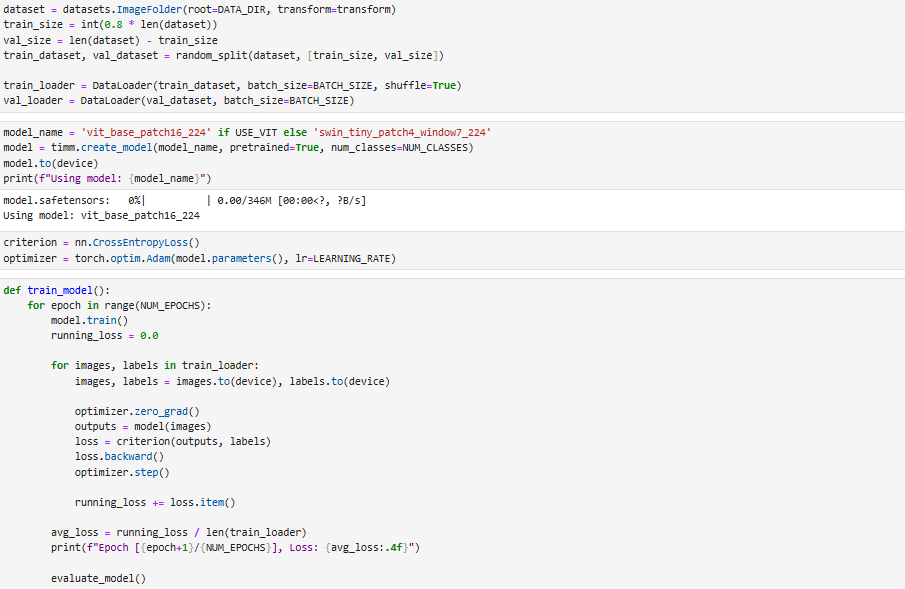 dataset = datasets.ImageFolder(root=DATA_DIR, transform=transform)
train_size = int(0.8 * len(dataset))
val_size = len(dataset) - train_size
train_dataset, val_dataset = random_split(dataset, [train_size, val_size])
train_loader = DataLoader(train_dataset, batch_size=BATCH_SIZE, shuffle=True)
val_loader = DataLoader(val_dataset, batch_size=BATCH_SIZE)
model_name = 'vit_base_patch16_224' if USE_VIT else 'swin_tiny_patch4_window7_224'
model = timm.create_model(model_name, pretrained=True, num_classes=NUM_CLASSES)
model.to(device)
print(f"Using model: {model_name}")
model.safetensors:   0%|          | 0.00/346M [00:00<?, ?B/s]
Using model: vit_base_patch16_224
criterion = nn.CrossEntropyLoss()
optimizer = torch.optim.Adam(model.parameters(), lr=LEARNING_RATE)
def train_model():
    for epoch in range(NUM_EPOCHS):
        model.train()
        running_loss = 0.0
        for images, labels in train_loader:
            images, labels = images.to(device), labels.to(device)
            optimizer.zero_grad()
            outputs = model(images)
            loss = criterion(outputs, labels)
            loss.backward()
            optimizer.step()
            running_loss += loss.item()
        avg_loss = running_loss / len(train_loader)
        print(f"Epoch [{epoch+1}/{NUM_EPOCHS}], Loss: {avg_loss:.4f}")
        evaluate_model()